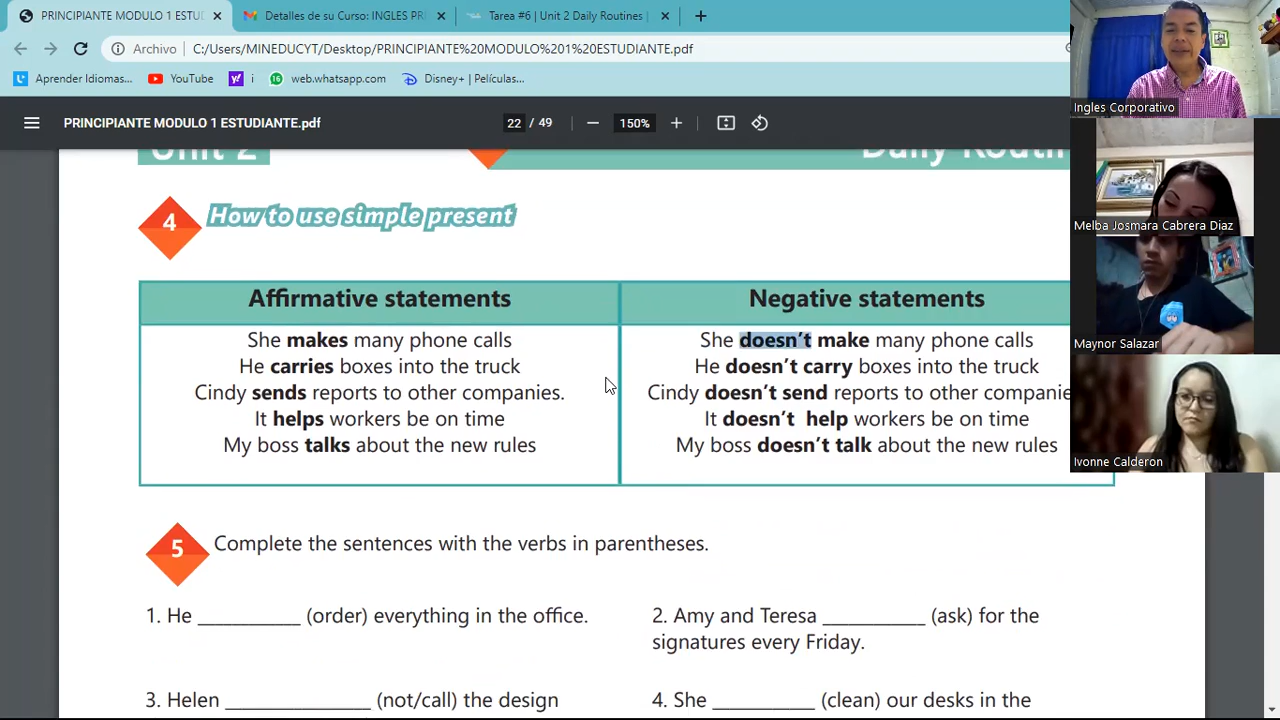 PRINCIPIANTE MODULO 1 ESTUD
Detalles de su Curso: INGLES PRI
Tarea #6 | Unit 2 Daily Routines |
Archivo
C:/Users/MINEDUCYT/Desktop/PRINCIPIANTE%20MODULO%201%20ESTUDIANTE.pdf
Aprender Idiomas...
YouTube
i
web.whatsapp.com
Disney+ | Películas...
PRINCIPIANTE MODULO 1 ESTUDIANTE.pdf
22 / 49
150%
Unit 2
Daily Routin
4
How to use simple present
Affirmative statements
Negative statements
She makes many phone calls
He carries boxes into the truck
Cindy sends reports to other companies.
It helps workers be on time
My boss talks about the new rules
She doesn't make many phone calls
He doesn't carry boxes into the truck
Cindy doesn't send reports to other companie
It doesn't help workers be on time
My boss doesn't talk about the new rules
5
Complete the sentences with the verbs in parentheses.
1. He __________ (order) everything in the office.
2. Amy and Teresa __________ (ask) for the
signatures every Friday.
3. Helen ______________ (not/call) the design
4. She __________ (clean) our desks in the
Ingles Corporativo
Melba Josmara Cabrera Diaz
Maynor Salazar
Ivonne Calderon